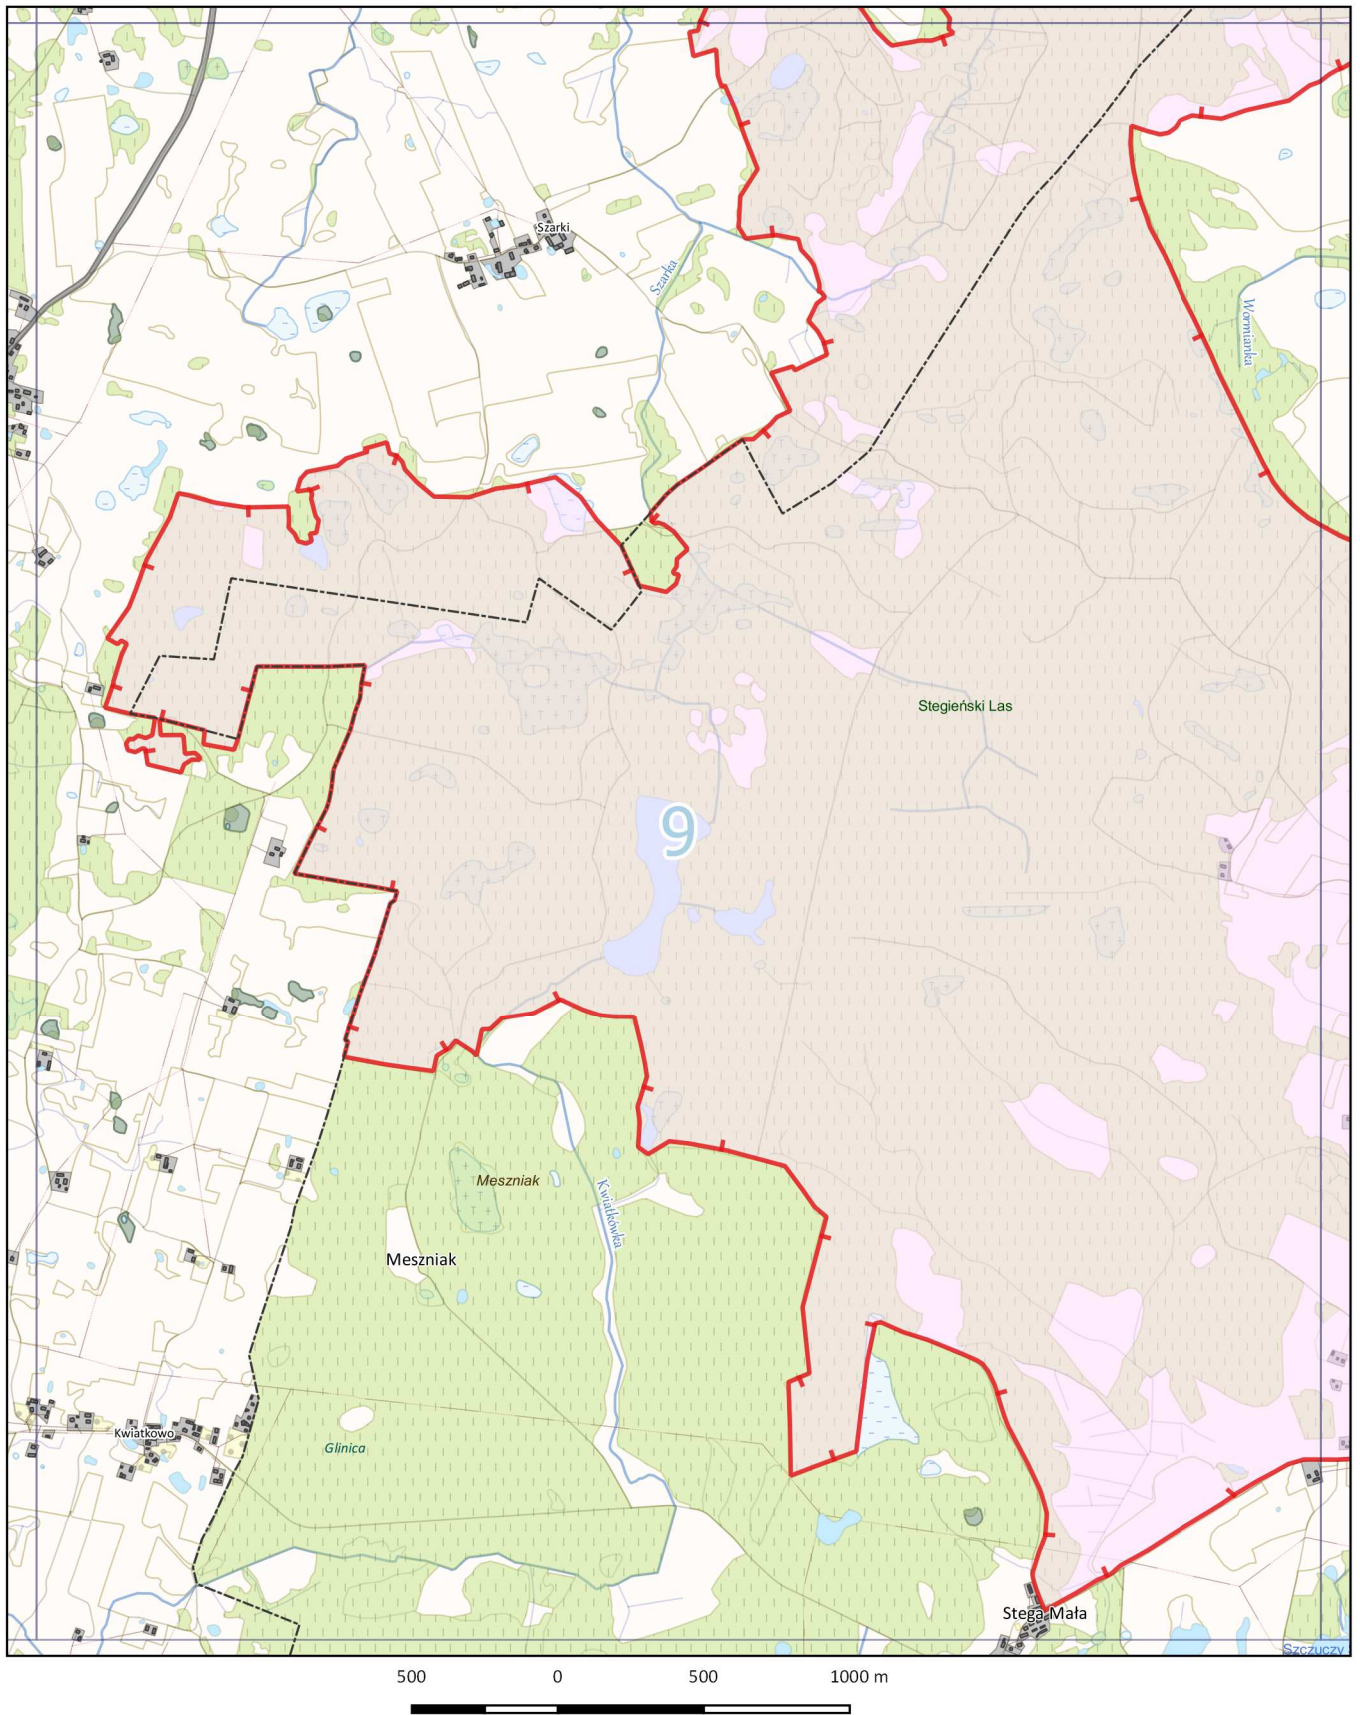 Szarki
Szarka
Wormianka
Stegieński Las
9
Meszniak
Kwiatkówka
Meszniak
Kwiatkowo
Glinica
Stega Mała
Szczuczy
500 0 500 1000 m